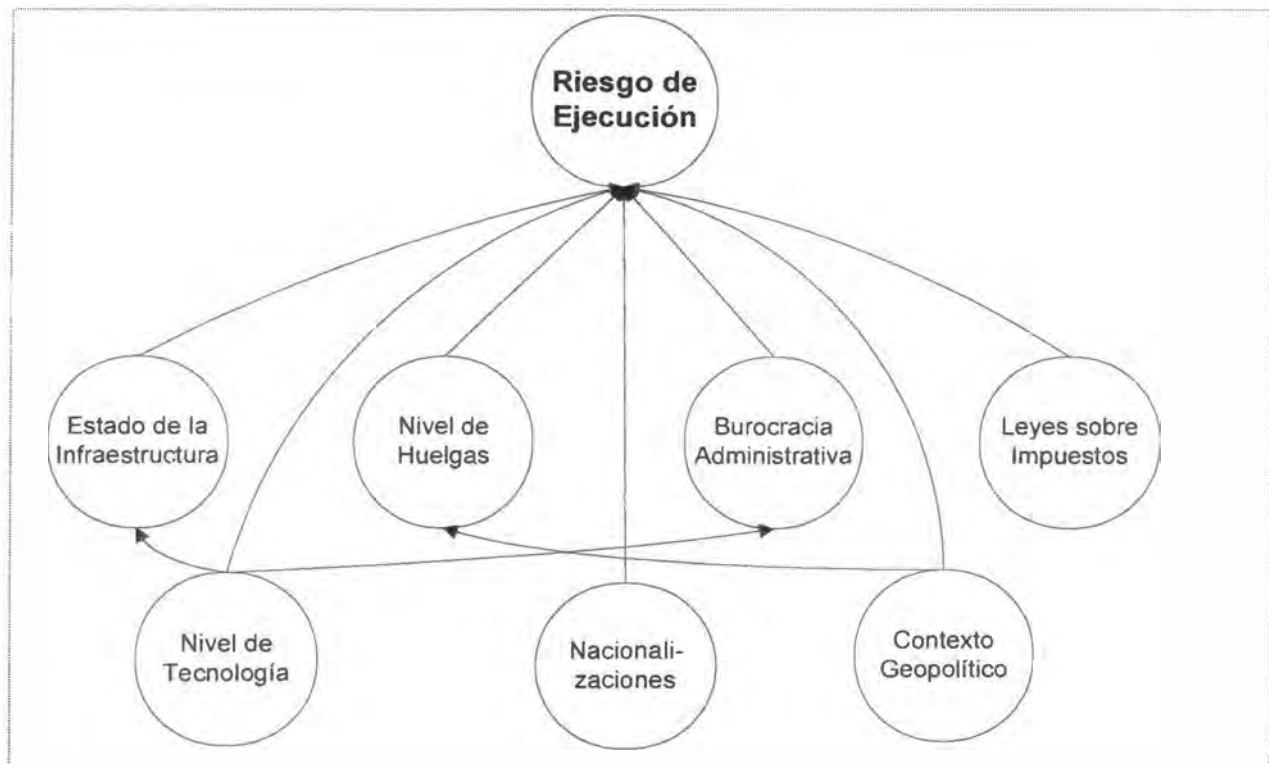 Riesgo de
Ejecución
Estado de la
Infraestructura
Nivel de
Huelgas
Burocracia
Administrativa
Leyes sobre
Impuestos
Nivel de
Tecnología
Nacionali-
zaciones
Contexto
Geopolítico